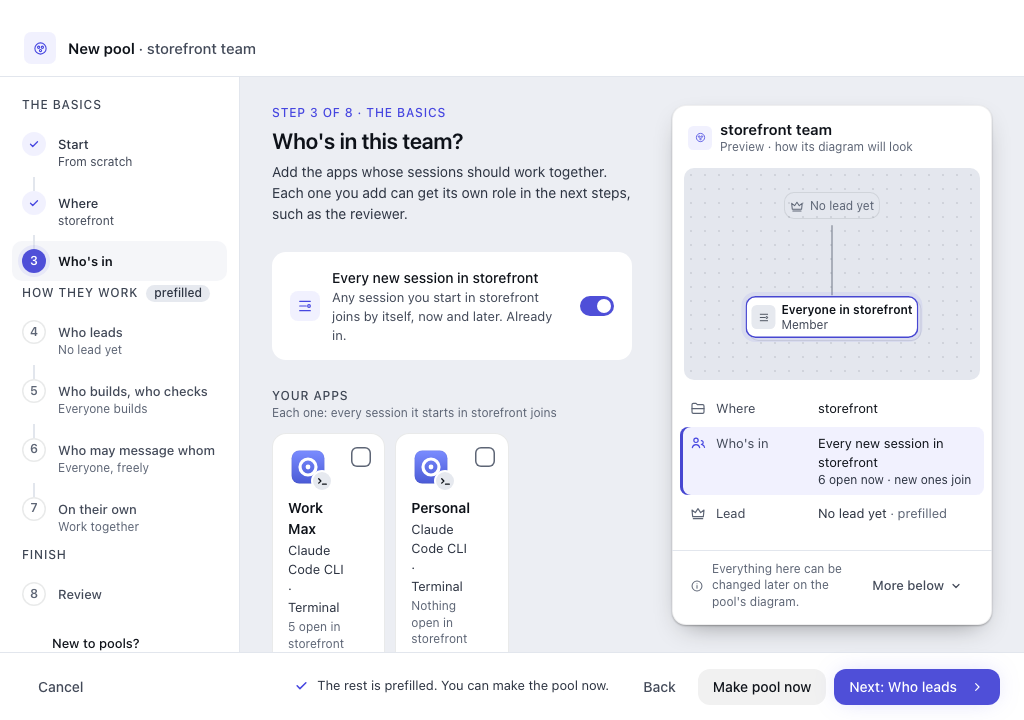 New pool · storefront team
THE BASICS
Start
From scratch
Where
storefront
3
Who's in
HOW THEY WORK prefilled
4
Who leads
No lead yet
5
Who builds, who checks
Everyone builds
6
Who may message whom
Everyone, freely
7
On their own
Work together
FINISH
8
Review
New to pools?
STEP 3 OF 8 · THE BASICS
Who's in this team?
Add the apps whose sessions should work together.
Each one you add can get its own role in the next steps,
such as the reviewer.
Every new session in storefront
Any session you start in storefront
joins by itself, now and later. Already
in.
YOUR APPS
Each one: every session it starts in storefront joins
Work
Max
Claude
Code CLI
·
Terminal
5 open in
storefront
Personal
Claude
Code CLI
·
Terminal
Nothing
open in
storefront
storefront team
Preview · how its diagram will look
No lead yet
Everyone in storefront
Member
Where storefront
Who's in Every new session in
storefront
6 open now · new ones join
Lead No lead yet · prefilled
Everything here can be
changed later on the
pool's diagram.
More below
Cancel
The rest is prefilled. You can make the pool now.
Back
Make pool now
Next: Who leads